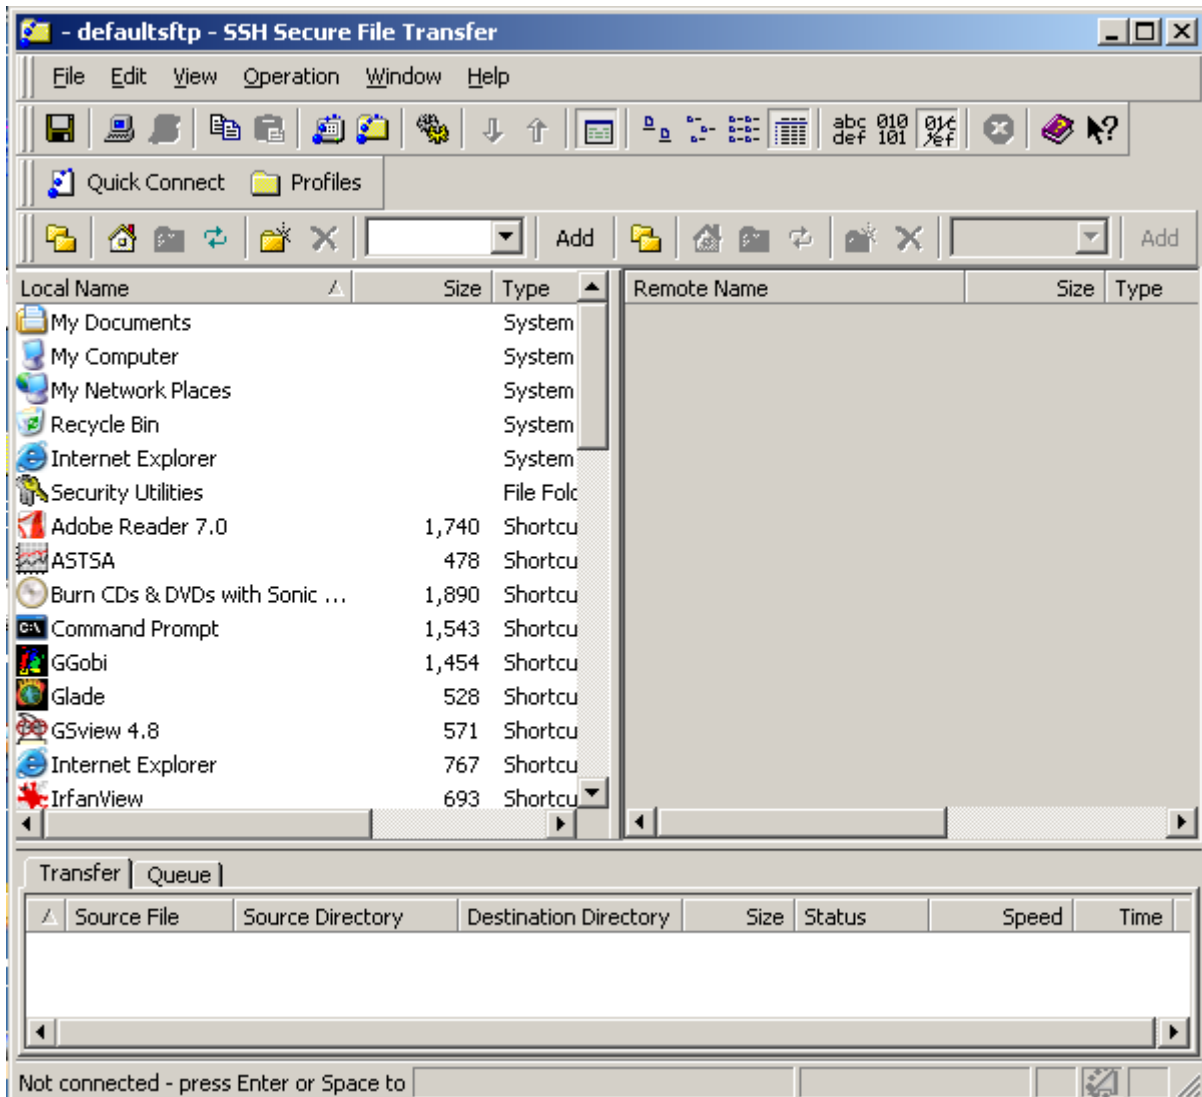 - defaultsftp - SSH Secure File Transfer
File Edit View Operation Window Help
abc 010
def 101
Quick Connect Profiles
Add Add
Local Name Size Type Remote Name Size Type
My Documents System
My Computer System
My Network Places System
Recycle Bin System
Internet Explorer System
Security Utilities File Fold
Adobe Reader 7.0 1,740 Shortcu
ASTSA 478 Shortcu
Burn CDs & DVDs with Sonic ... 1,890 Shortcu
C:\ Command Prompt 1,543 Shortcu
GGobi 1,454 Shortcu
Glade 528 Shortcu
GSview 4.8 571 Shortcu
Internet Explorer 767 Shortcu
IrfanView 693 Shortcu
Transfer Queue
Source File Source Directory Destination Directory Size Status Speed Time
Not connected - press Enter or Space to